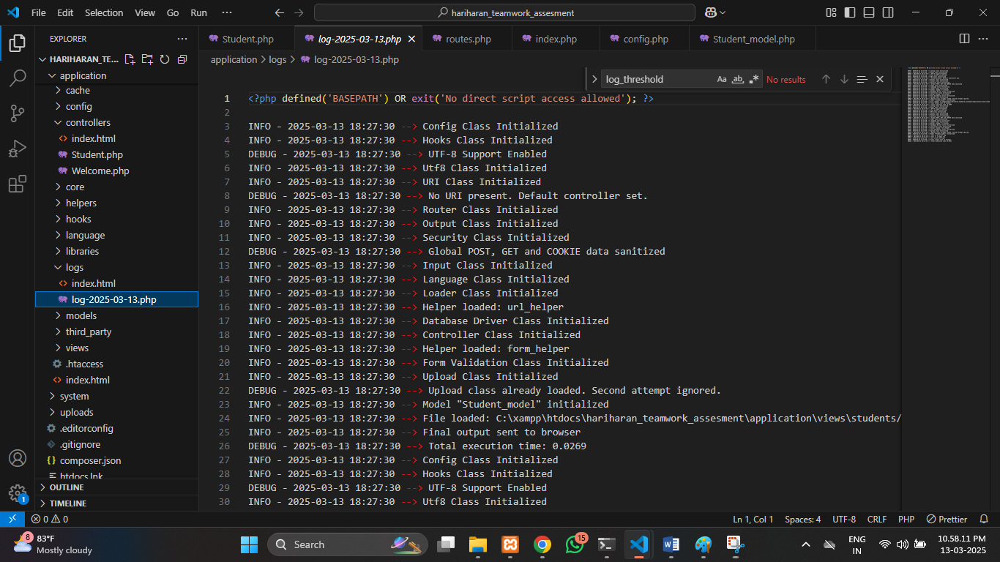 File Edit Selection View Go Run ···
hariharan_teamwork_assesment
EXPLORER
HARIHARAN_TE...
application
cache
config
controllers
index.html
Student.php
Welcome.php
core
helpers
hooks
language
libraries
logs
index.html
log-2025-03-13.php
models
third_party
views
.htaccess
index.html
system
uploads
.editorconfig
.gitignore
composer.json
htdocs.lnk
OUTLINE
TIMELINE
1
Student.php log-2025-03-13.php routes.php index.php config.php Student_model.php
application > logs > log-2025-03-13.php
log_threshold Aa ab .* No results
1 <?php defined('BASEPATH') OR exit('No direct script access allowed'); ?>
2
3 INFO - 2025-03-13 18:27:30 --> Config Class Initialized
4 INFO - 2025-03-13 18:27:30 --> Hooks Class Initialized
5 DEBUG - 2025-03-13 18:27:30 --> UTF-8 Support Enabled
6 INFO - 2025-03-13 18:27:30 --> Utf8 Class Initialized
7 INFO - 2025-03-13 18:27:30 --> URI Class Initialized
8 DEBUG - 2025-03-13 18:27:30 --> No URI present. Default controller set.
9 INFO - 2025-03-13 18:27:30 --> Router Class Initialized
10 INFO - 2025-03-13 18:27:30 --> Output Class Initialized
11 INFO - 2025-03-13 18:27:30 --> Security Class Initialized
12 DEBUG - 2025-03-13 18:27:30 --> Global POST, GET and COOKIE data sanitized
13 INFO - 2025-03-13 18:27:30 --> Input Class Initialized
14 INFO - 2025-03-13 18:27:30 --> Language Class Initialized
15 INFO - 2025-03-13 18:27:30 --> Loader Class Initialized
16 INFO - 2025-03-13 18:27:30 --> Helper loaded: url_helper
17 INFO - 2025-03-13 18:27:30 --> Database Driver Class Initialized
18 INFO - 2025-03-13 18:27:30 --> Controller Class Initialized
19 INFO - 2025-03-13 18:27:30 --> Helper loaded: form_helper
20 INFO - 2025-03-13 18:27:30 --> Form Validation Class Initialized
21 INFO - 2025-03-13 18:27:30 --> Upload Class Initialized
22 DEBUG - 2025-03-13 18:27:30 --> Upload class already loaded. Second attempt ignored.
23 INFO - 2025-03-13 18:27:30 --> Model "Student_model" initialized
24 INFO - 2025-03-13 18:27:30 --> File loaded: C:\xampp\htdocs\hariharan_teamwork_assesment\application\views\students/
25 INFO - 2025-03-13 18:27:30 --> Final output sent to browser
26 DEBUG - 2025-03-13 18:27:30 --> Total execution time: 0.0269
27 INFO - 2025-03-13 18:27:30 --> Config Class Initialized
28 INFO - 2025-03-13 18:27:30 --> Hooks Class Initialized
29 DEBUG - 2025-03-13 18:27:30 --> UTF-8 Support Enabled
30 INFO - 2025-03-13 18:27:30 --> Utf8 Class Initialized
0 0 Ln 1, Col 1 Spaces: 4 UTF-8 CRLF PHP Prettier
8 83°F
Mostly cloudy
Search
15
ENG
IN
10.58.11 PM
13-03-2025